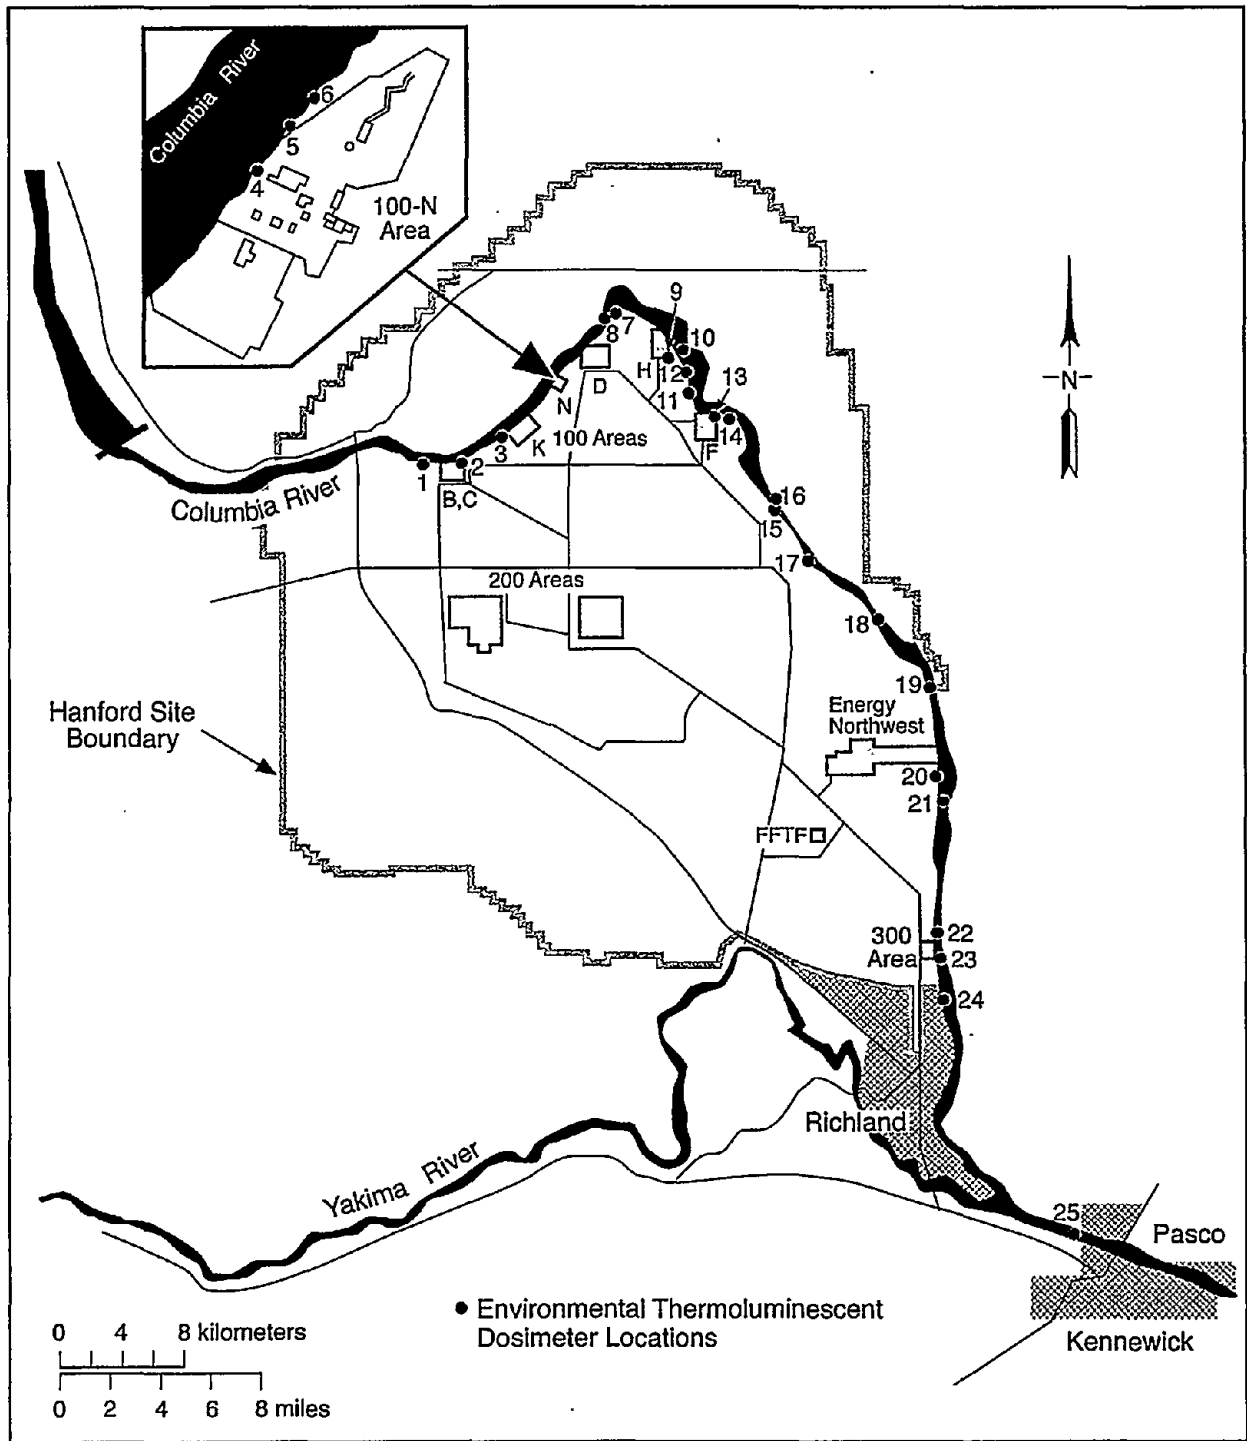 Columbia River
6
5
4
100-N
Area
9
7
8
10
H
12
13
11
D
N
14
F
3
K
100 Areas
1
2
B,C
Columbia River
16
15
17
200 Areas
18
19
Hanford Site
Boundary
Energy
Northwest
20
21
FFTF
300
Area
22
23
24
Richland
Yakima River
25
Pasco
Kennewick
N
● Environmental Thermoluminescent
Dosimeter Locations
0 4 8 kilometers
0 2 4 6 8 miles